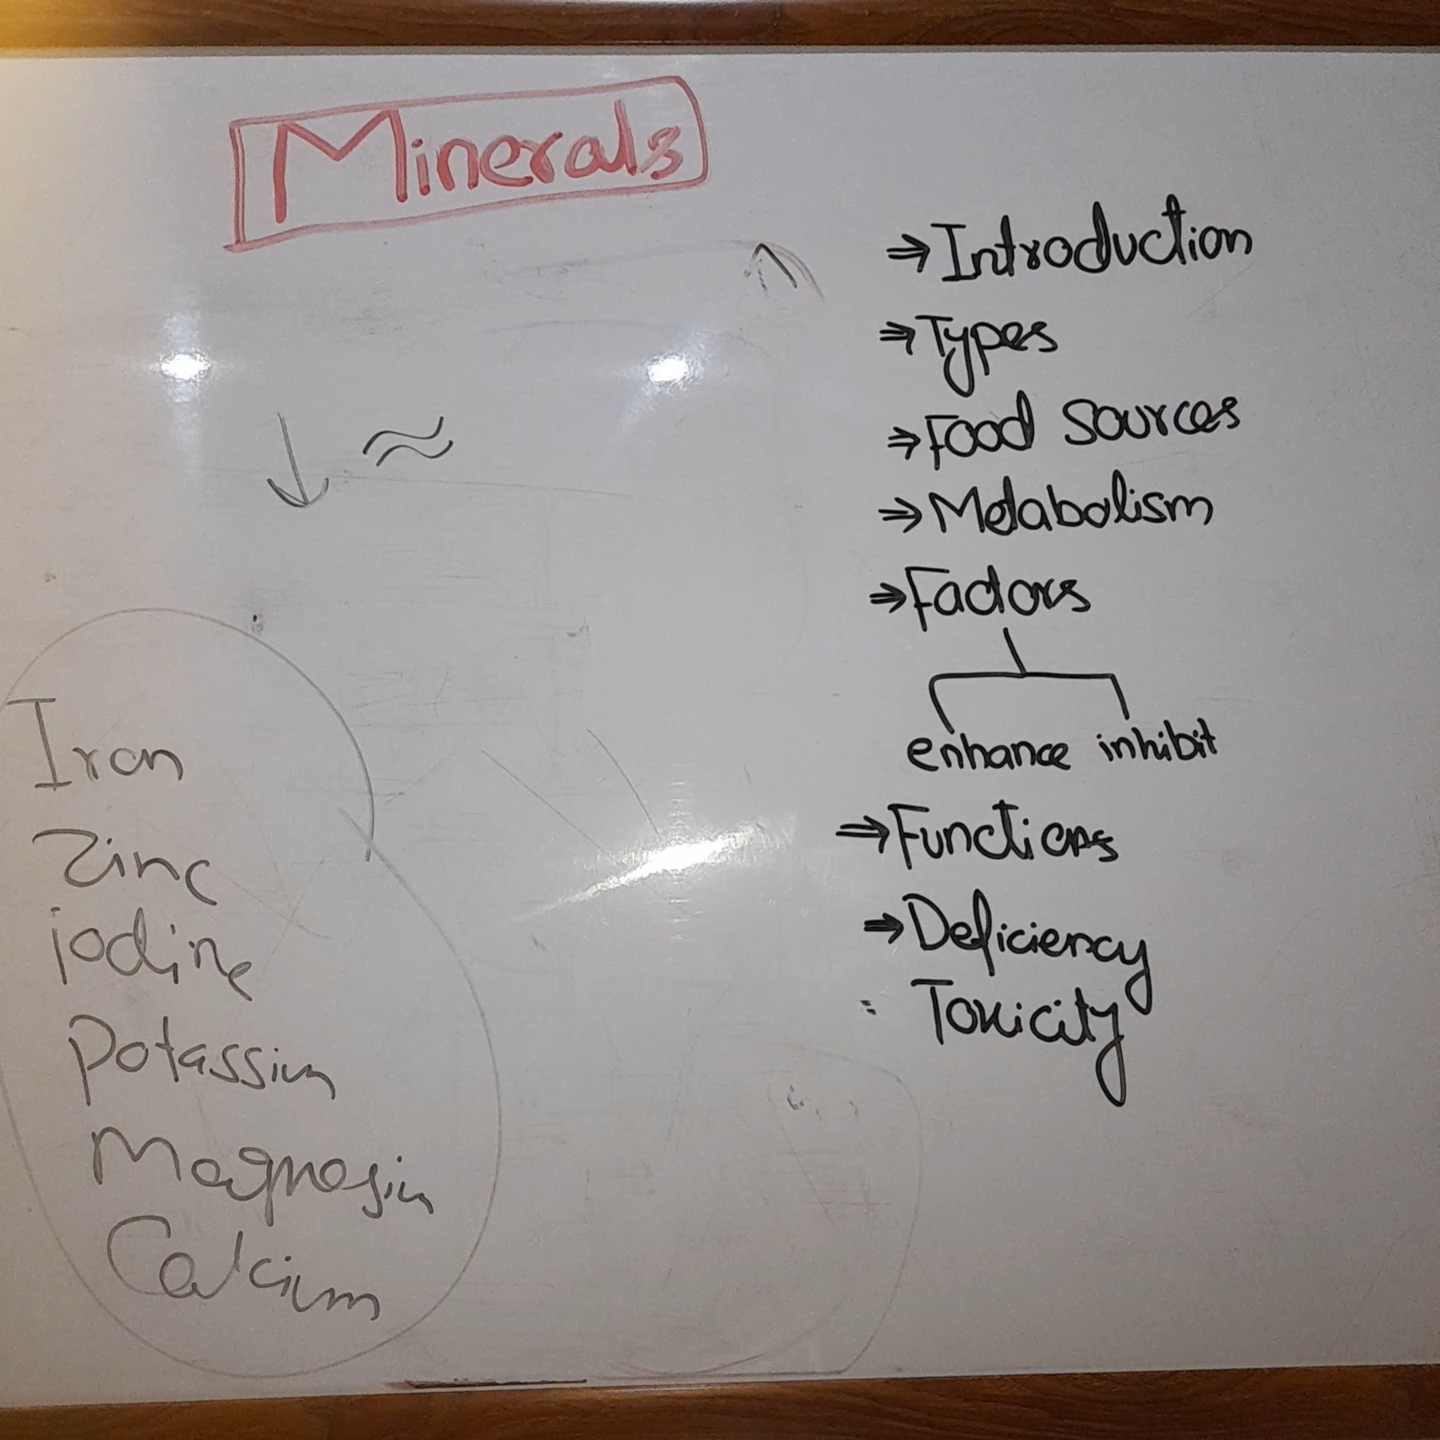 Minerals
⇒ Introduction
⇒ Types
⇒ Food Sources
⇒ Metabolism
⇒ Factors
enhance inhibit
⇒ Functions
⇒ Deficiency
Toxicity
↓ ≈
Iron
Zinc
iodine
Potassium
Magnesium
Calcium